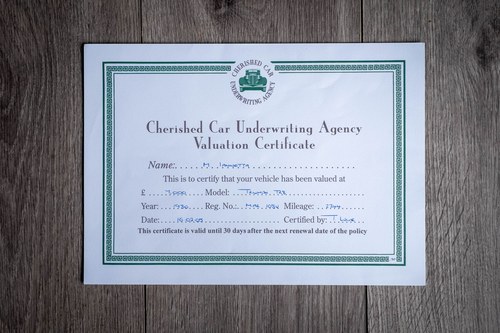 CHERISHED CAR
UNDERWRITING AGENCY
Cherished Car Underwriting Agency
Valuation Certificate
Name:
This is to certify that your vehicle has been valued at
£ Model: Triumph TR2
Year: Reg. No.: Mileage:
Date: Certified by:
This certificate is valid until 30 days after the next renewal date of the policy